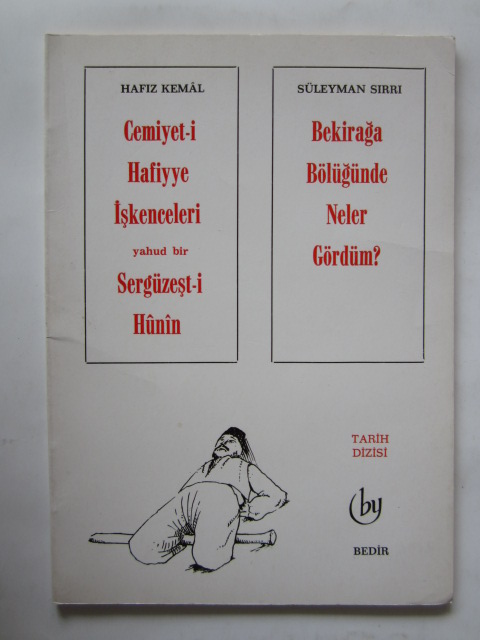 HAFIZ KEMÂL
Cemiyet-i
Hafiyye
İşkenceleri
yahud bir
Sergüzeşt-i
Hûnîn
SÜLEYMAN SIRRI
Bekirağa
Bölüğünde
Neler
Gördüm?
TARİH
DİZİSİ
by
BEDİR